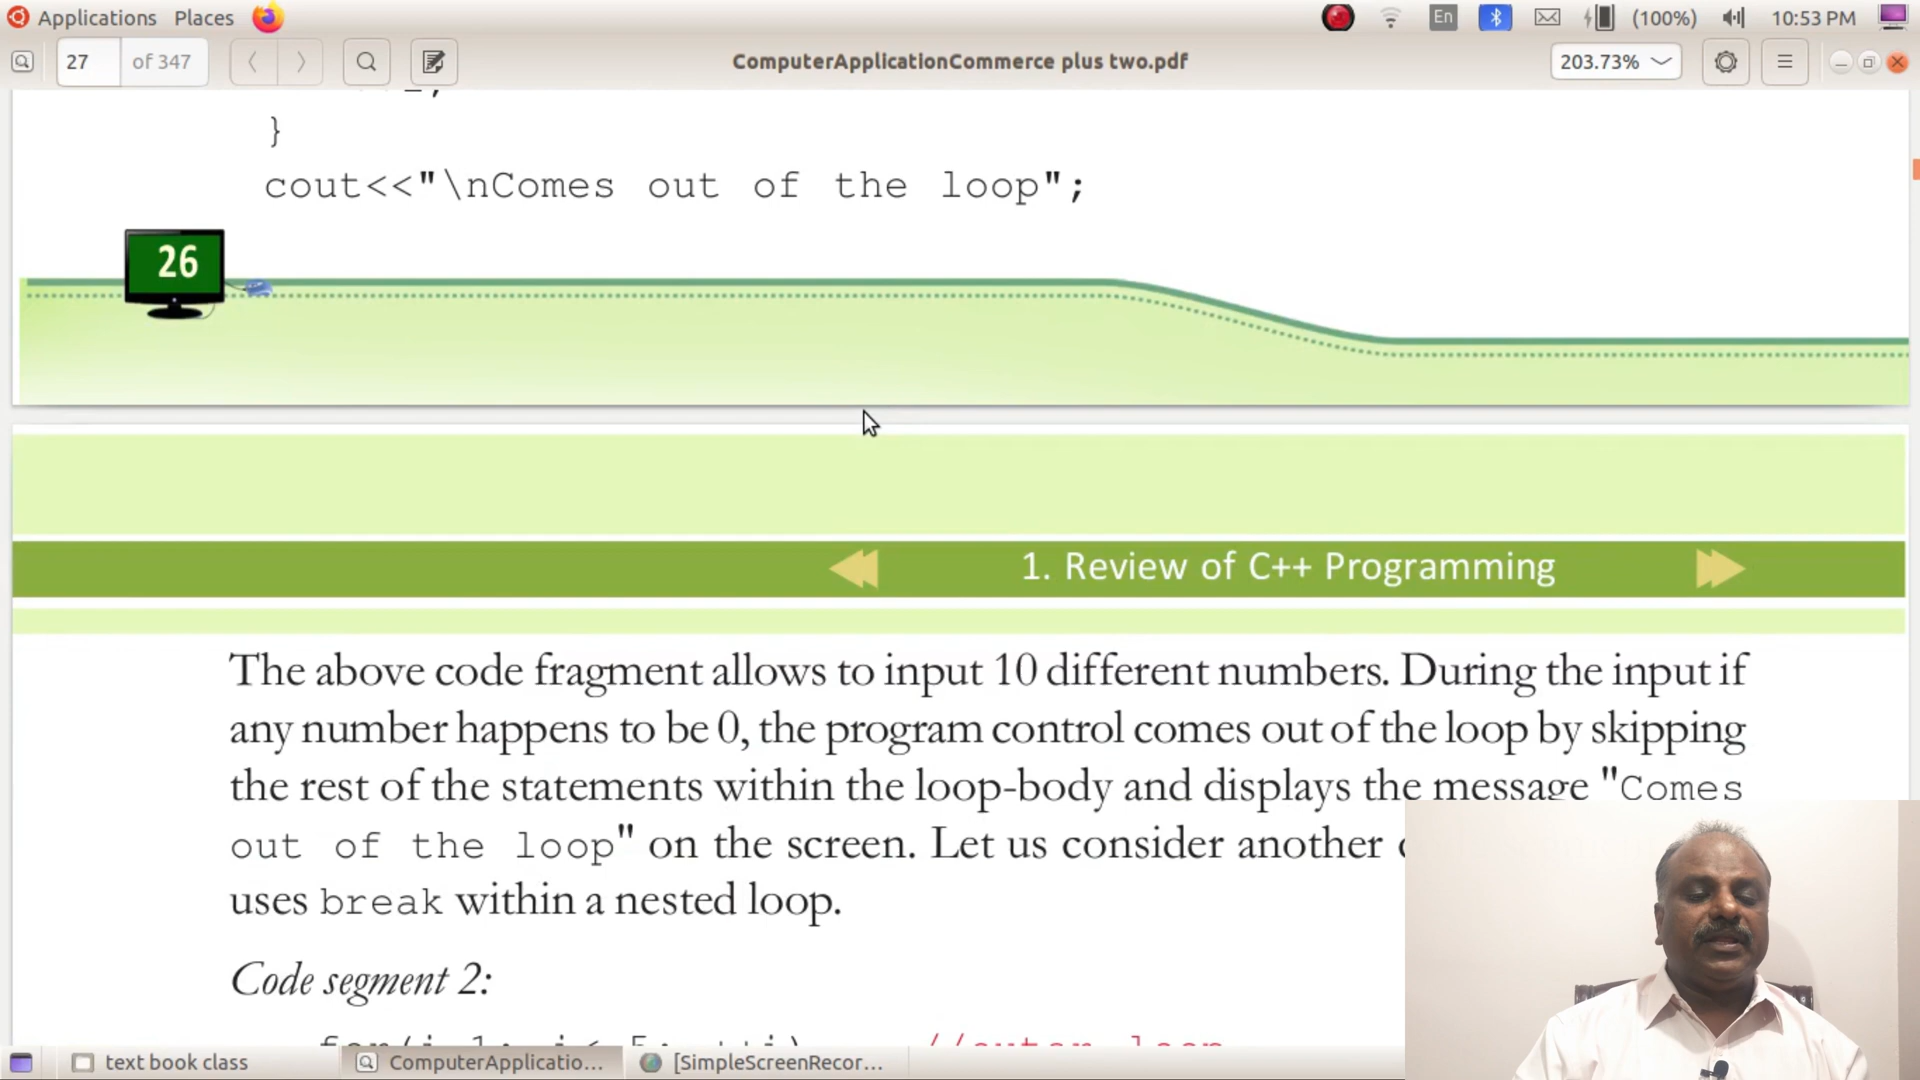 Applications Places En (100%) 10:53 PM
27 of 347 ComputerApplicationCommerce plus two.pdf 203.73%
}
cout<<"\nComes out of the loop";
26
1. Review of C++ Programming
The above code fragment allows to input 10 different numbers. During the input if
any number happens to be 0, the program control comes out of the loop by skipping
the rest of the statements within the loop-body and displays the message "Comes
out of the loop" on the screen. Let us consider another
uses break within a nested loop.
Code segment 2:
text book class ComputerApplicatio... [SimpleScreenRecor...